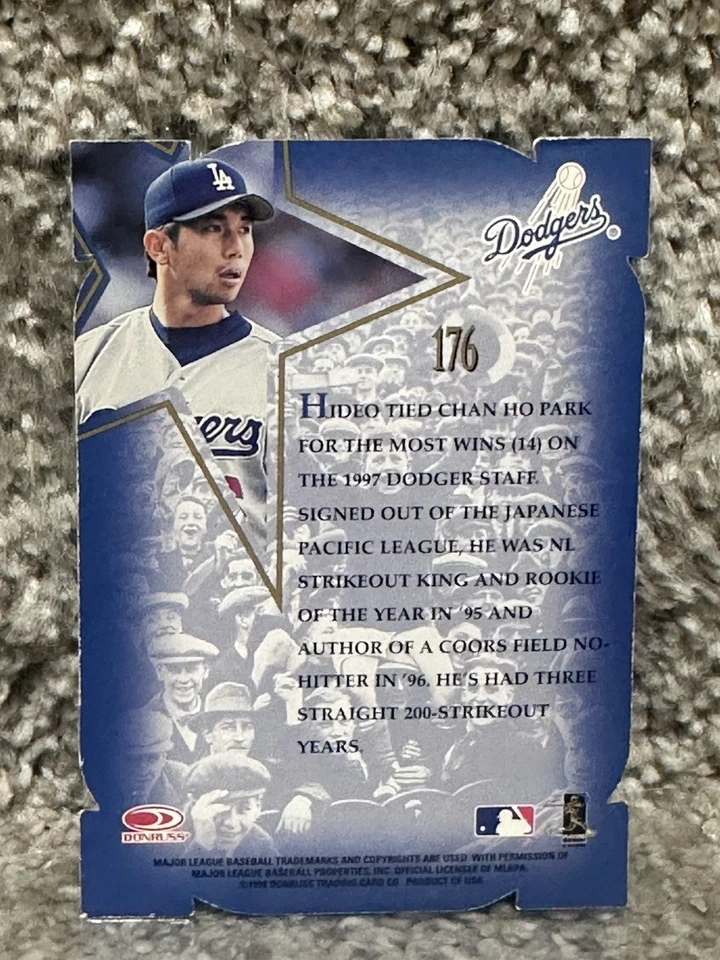 LA
Dodgers®
ers
176
HIDEO TIED CHAN HO PARK
FOR THE MOST WINS (14) ON
THE 1997 DODGER STAFF.
SIGNED OUT OF THE JAPANESE
PACIFIC LEAGUE, HE WAS NL
STRIKEOUT KING AND ROOKIE
OF THE YEAR IN '95 AND
AUTHOR OF A COORS FIELD NO-
HITTER IN '96. HE'S HAD THREE
STRAIGHT 200-STRIKEOUT
YEARS.
DONRUSS®
MAJOR LEAGUE BASEBALL TRADEMARKS AND COPYRIGHTS ARE USED WITH PERMISSION OF
MAJOR LEAGUE BASEBALL PROPERTIES, INC. OFFICIAL LICENSEE OF MLBPA.
©1998 DONRUSS TRADING CARD CO. PRODUCT OF USA